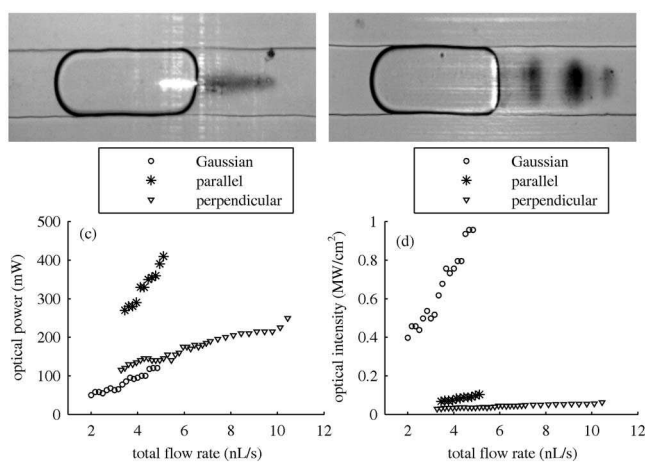 Gaussian
parallel
perpendicular
Gaussian
parallel
perpendicular
(c)
500
400
300
200
100
0
optical power (mW)
2 4 6 8 10 12
total flow rate (nL/s)
(d)
1
0.8
0.6
0.4
0.2
0
optical intensity (MW/cm²)
2 4 6 8 10 12
total flow rate (nL/s)